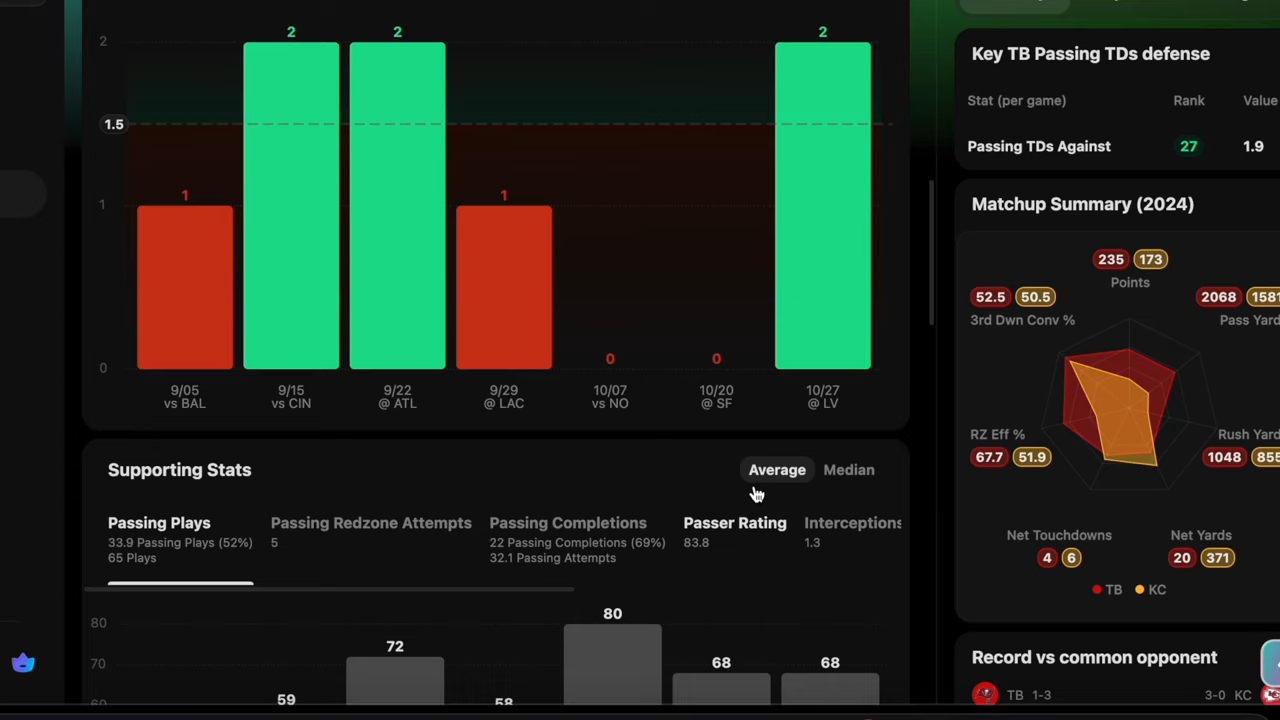 2
1.5
1
0
1
2
2
1
0
0
2
9/05
vs BAL
9/15
vs CIN
9/22
@ ATL
9/29
@ LAC
10/07
vs NO
10/20
@ SF
10/27
@ LV
Supporting Stats
Average
Median
Passing Plays
33.9 Passing Plays (52%)
65 Plays
Passing Redzone Attempts
5
Passing Completions
22 Passing Completions (69%)
32.1 Passing Attempts
Passer Rating
83.8
Interceptions
1.3
80
70
60
59
72
58
80
68
68
Key TB Passing TDs defense
Stat (per game) Rank Value
Passing TDs Against 27 1.9
Matchup Summary (2024)
235 173
Points
52.5 50.5
3rd Dwn Conv %
2068 1581
Pass Yard
RZ Eff %
67.7 51.9
Rush Yard
1048 855
Net Touchdowns
4 6
Net Yards
20 371
TB KC
Record vs common opponent
TB 1-3
3-0 KC